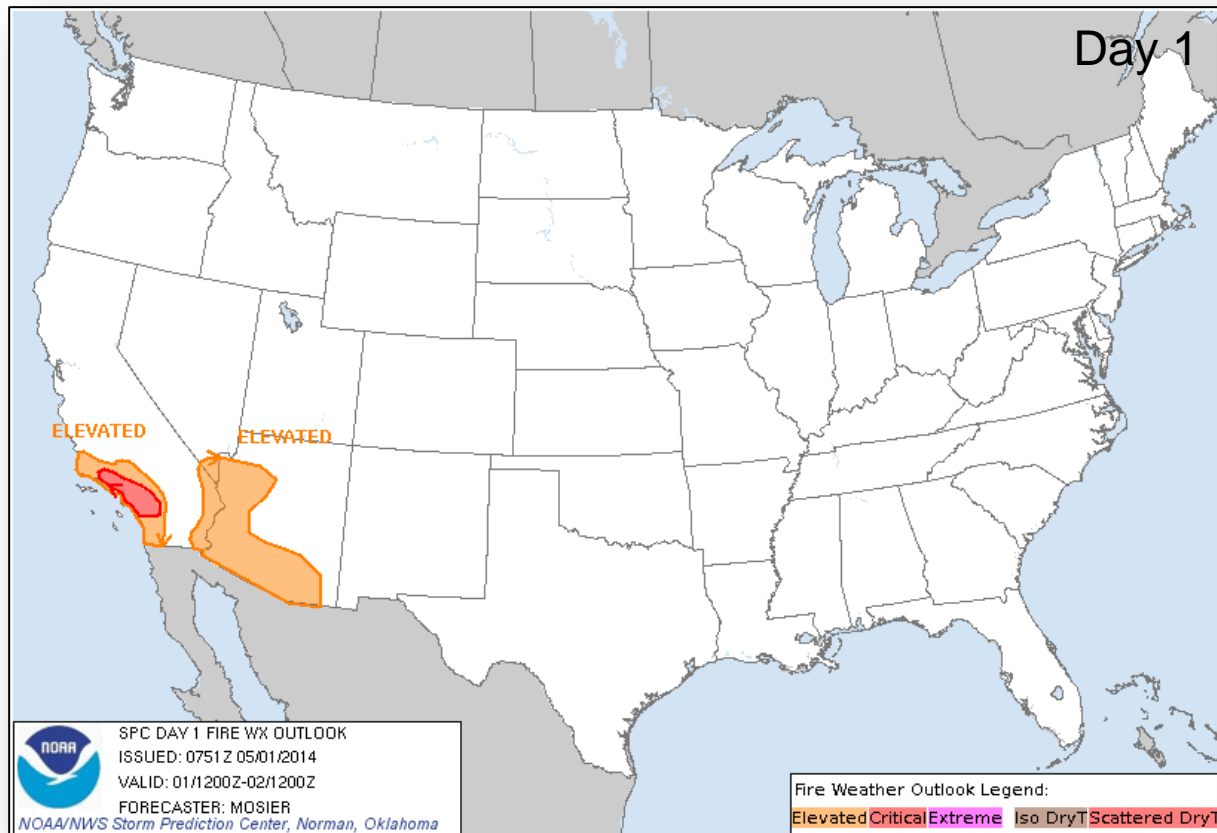 Day 1
ELEVATED
ELEVATED
NOAA
SPC DAY 1 FIRE WX OUTLOOK
ISSUED: 0751Z 05/01/2014
VALID: 01/1200Z-02/1200Z
FORECASTER: MOSIER
NOAA/NWS Storm Prediction Center, Norman, Oklahoma
Fire Weather Outlook Legend:
Elevated Critical Extreme Iso DryT Scattered DryT